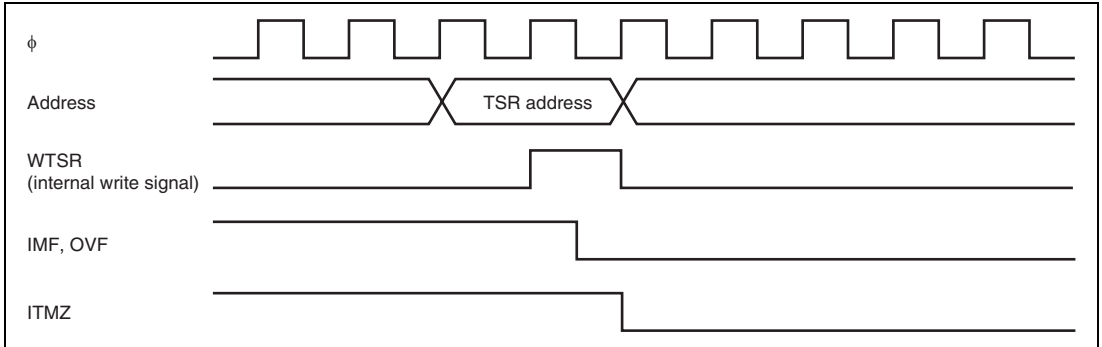 ϕ
Address
TSR address
WTSR
(internal write signal)
IMF, OVF
ITMZ